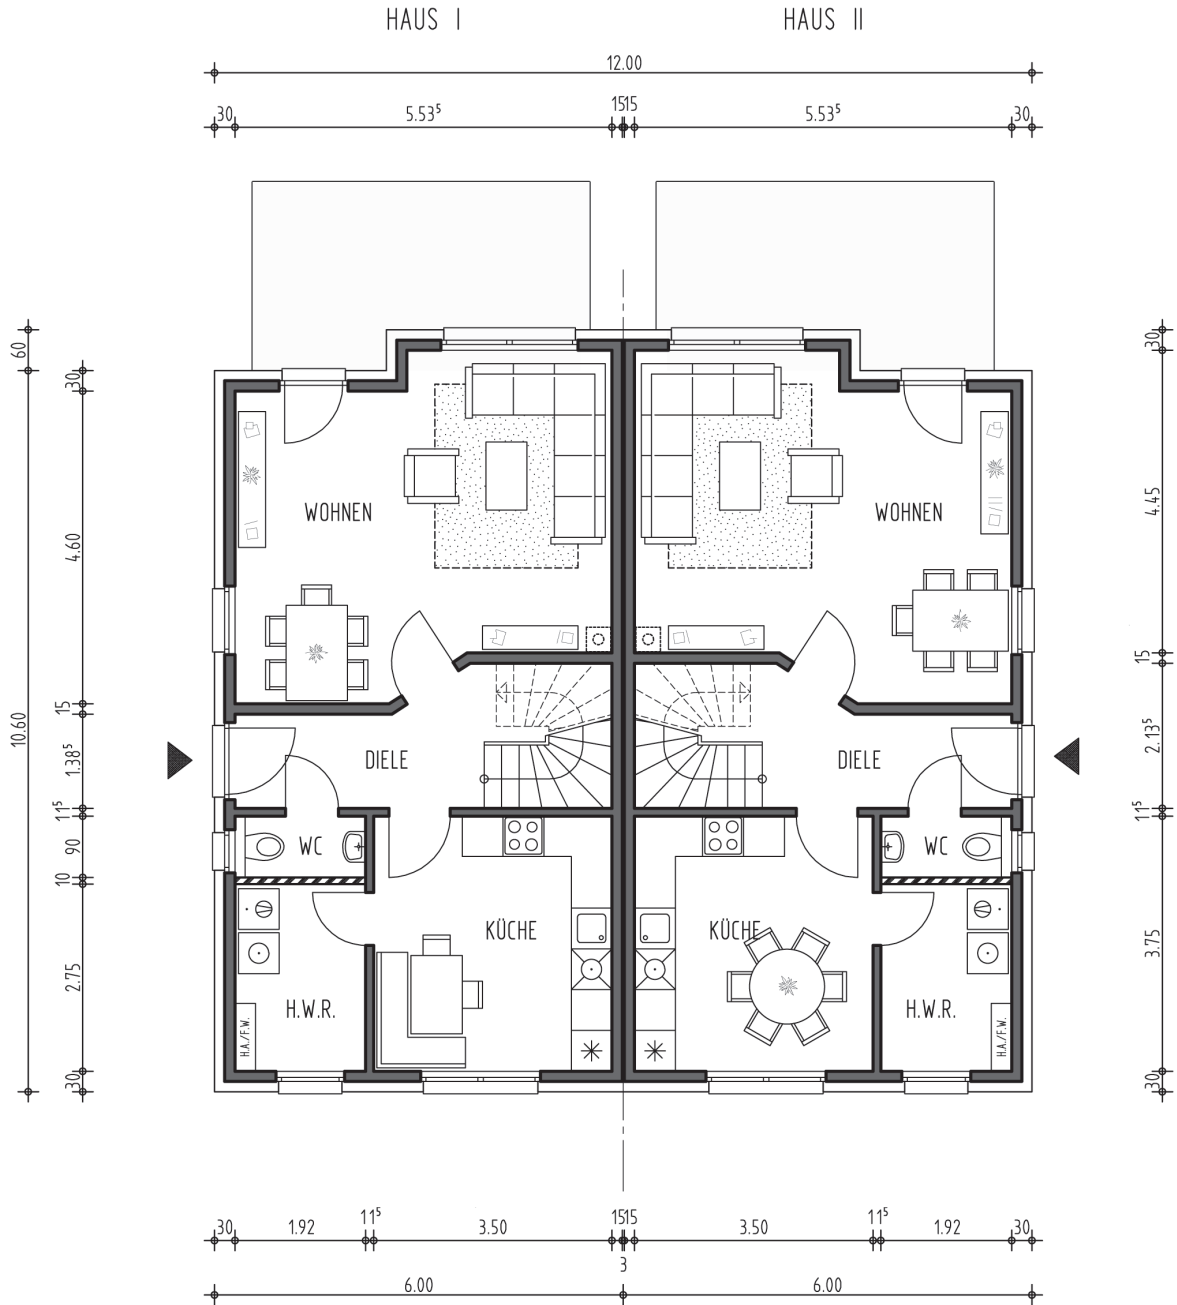 HAUS I
HAUS II
12.00
30
5.53⁵
15
15
5.53⁵
30
60
10.60
30
4.60
15
1.38⁵
11⁵
90
10
2.75
30
30
4.45
15
2.13⁵
11⁵
3.75
30
WOHNEN
WOHNEN
DIELE
DIELE
WC
WC
KÜCHE
KÜCHE
H.W.R.
H.W.R.
H.A./F.W.
H.A./F.W.
30
1.92
11⁵
3.50
15
15
3.50
11⁵
1.92
30
3
6.00
6.00